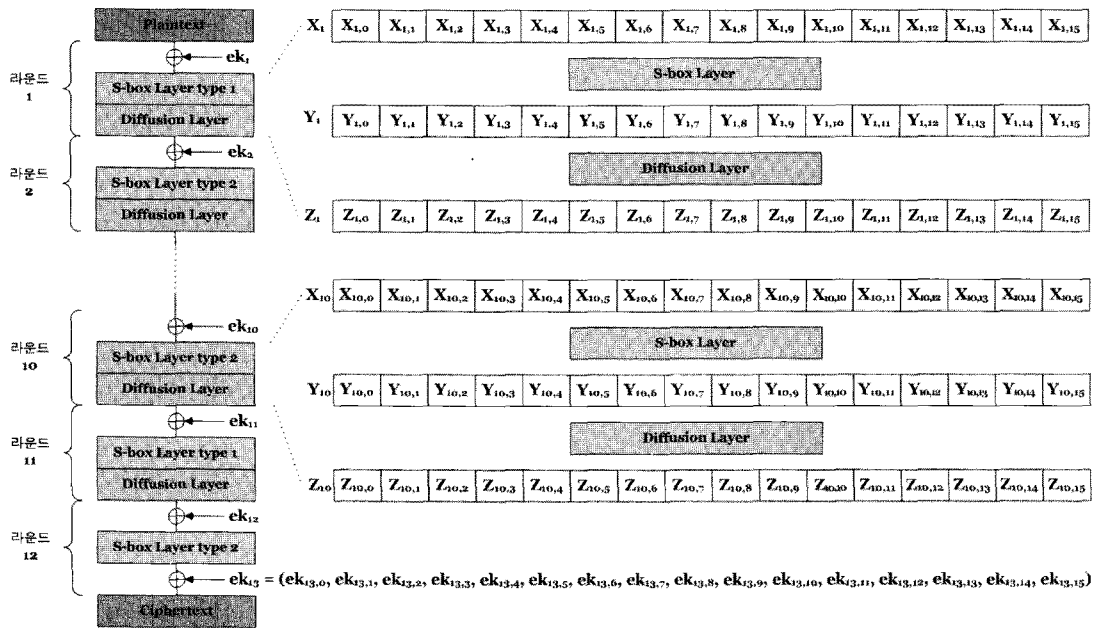 Plaintext
ek₁
라운드
1
S-box Layer type 1
Diffusion Layer
ek₂
라운드
2
S-box Layer type 2
Diffusion Layer
ek₁₀
라운드
10
S-box Layer type 2
Diffusion Layer
ek₁₁
라운드
11
S-box Layer type 1
Diffusion Layer
ek₁₂
라운드
12
S-box Layer type 2
ek₁₃ = (ek₁₃,₀, ek₁₃,₁, ek₁₃,₂, ek₁₃,₃, ek₁₃,₄, ek₁₃,₅, ek₁₃,₆, ek₁₃,₇, ek₁₃,₈, ek₁₃,₉, ek₁₃,₁₀, ek₁₃,₁₁, ek₁₃,₁₂, ek₁₃,₁₃, ek₁₃,₁₄, ek₁₃,₁₅)
Ciphertext
X₁ X₁,₀ X₁,₁ X₁,₂ X₁,₃ X₁,₄ X₁,₅ X₁,₆ X₁,₇ X₁,₈ X₁,₉ X₁,₁₀ X₁,₁₁ X₁,₁₂ X₁,₁₃ X₁,₁₄ X₁,₁₅
S-box Layer
Y₁ Y₁,₀ Y₁,₁ Y₁,₂ Y₁,₃ Y₁,₄ Y₁,₅ Y₁,₆ Y₁,₇ Y₁,₈ Y₁,₉ Y₁,₁₀ Y₁,₁₁ Y₁,₁₂ Y₁,₁₃ Y₁,₁₄ Y₁,₁₅
Diffusion Layer
Z₁ Z₁,₀ Z₁,₁ Z₁,₂ Z₁,₃ Z₁,₄ Z₁,₅ Z₁,₆ Z₁,₇ Z₁,₈ Z₁,₉ Z₁,₁₀ Z₁,₁₁ Z₁,₁₂ Z₁,₁₃ Z₁,₁₄ Z₁,₁₅
X₁₀ X₁₀,₀ X₁₀,₁ X₁₀,₂ X₁₀,₃ X₁₀,₄ X₁₀,₅ X₁₀,₆ X₁₀,₇ X₁₀,₈ X₁₀,₉ X₁₀,₁₀ X₁₀,₁₁ X₁₀,₁₂ X₁₀,₁₃ X₁₀,₁₄ X₁₀,₁₅
S-box Layer
Y₁₀ Y₁₀,₀ Y₁₀,₁ Y₁₀,₂ Y₁₀,₃ Y₁₀,₄ Y₁₀,₅ Y₁₀,₆ Y₁₀,₇ Y₁₀,₈ Y₁₀,₉ Y₁₀,₁₀ Y₁₀,₁₁ Y₁₀,₁₂ Y₁₀,₁₃ Y₁₀,₁₄ Y₁₀,₁₅
Diffusion Layer
Z₁₀ Z₁₀,₀ Z₁₀,₁ Z₁₀,₂ Z₁₀,₃ Z₁₀,₄ Z₁₀,₅ Z₁₀,₆ Z₁₀,₇ Z₁₀,₈ Z₁₀,₉ Z₁₀,₁₀ Z₁₀,₁₁ Z₁₀,₁₂ Z₁₀,₁₃ Z₁₀,₁₄ Z₁₀,₁₅